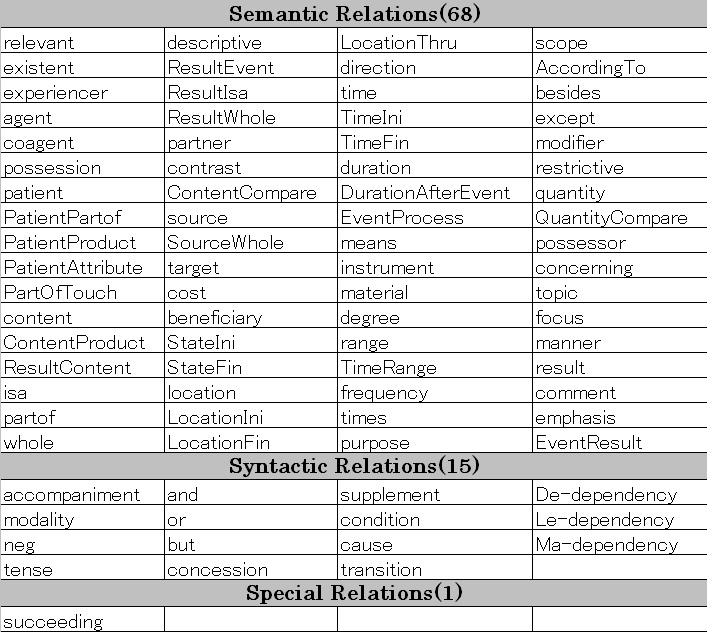 Semantic Relations(68)
relevant descriptive LocationThru scope
existent ResultEvent direction AccordingTo
experiencer ResultIsa time besides
agent ResultWhole TimeIni except
coagent partner TimeFin modifier
possession contrast duration restrictive
patient ContentCompare DurationAfterEvent quantity
PatientPartof source EventProcess QuantityCompare
PatientProduct SourceWhole means possessor
PatientAttribute target instrument concerning
PartOfTouch cost material topic
content beneficiary degree focus
ContentProduct StateIni range manner
ResultContent StateFin TimeRange result
isa location frequency comment
partof LocationIni times emphasis
whole LocationFin purpose EventResult
Syntactic Relations(15)
accompaniment and supplement De-dependency
modality or condition Le-dependency
neg but cause Ma-dependency
tense concession transition
Special Relations(1)
succeeding